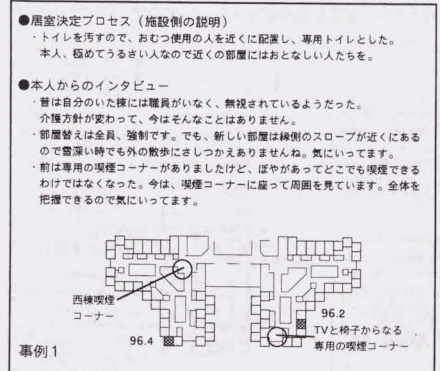 ●居室決定プロセス（施設側の説明）
・トイレを汚すので、おむつ使用の人を近くに配置し、専用トイレとした。
本人、極めてうるさい人なので近くの部屋にはおとなしい人たちを。
●本人からのインタビュー
・昔は自分のいた棟には職員がいなく、無視されているようだった。
介護方針が変わって、今はそんなことはありません。
・部屋替えは全員、強制です。でも、新しい部屋は縁側のスロープが近くにある
ので雪深い時でも外の散歩にさしつかえありませんね。気にいってます。
・前は専用の喫煙コーナーがありましたけど、ぼやがあってどこでも喫煙できる
わけではなくなった。今は、喫煙コーナーに座って周囲を見ています。全体を
把握できるので気にいってます。
西棟喫煙
コーナー
96.4
96.2
TVと椅子からなる
専用の喫煙コーナー
事例1